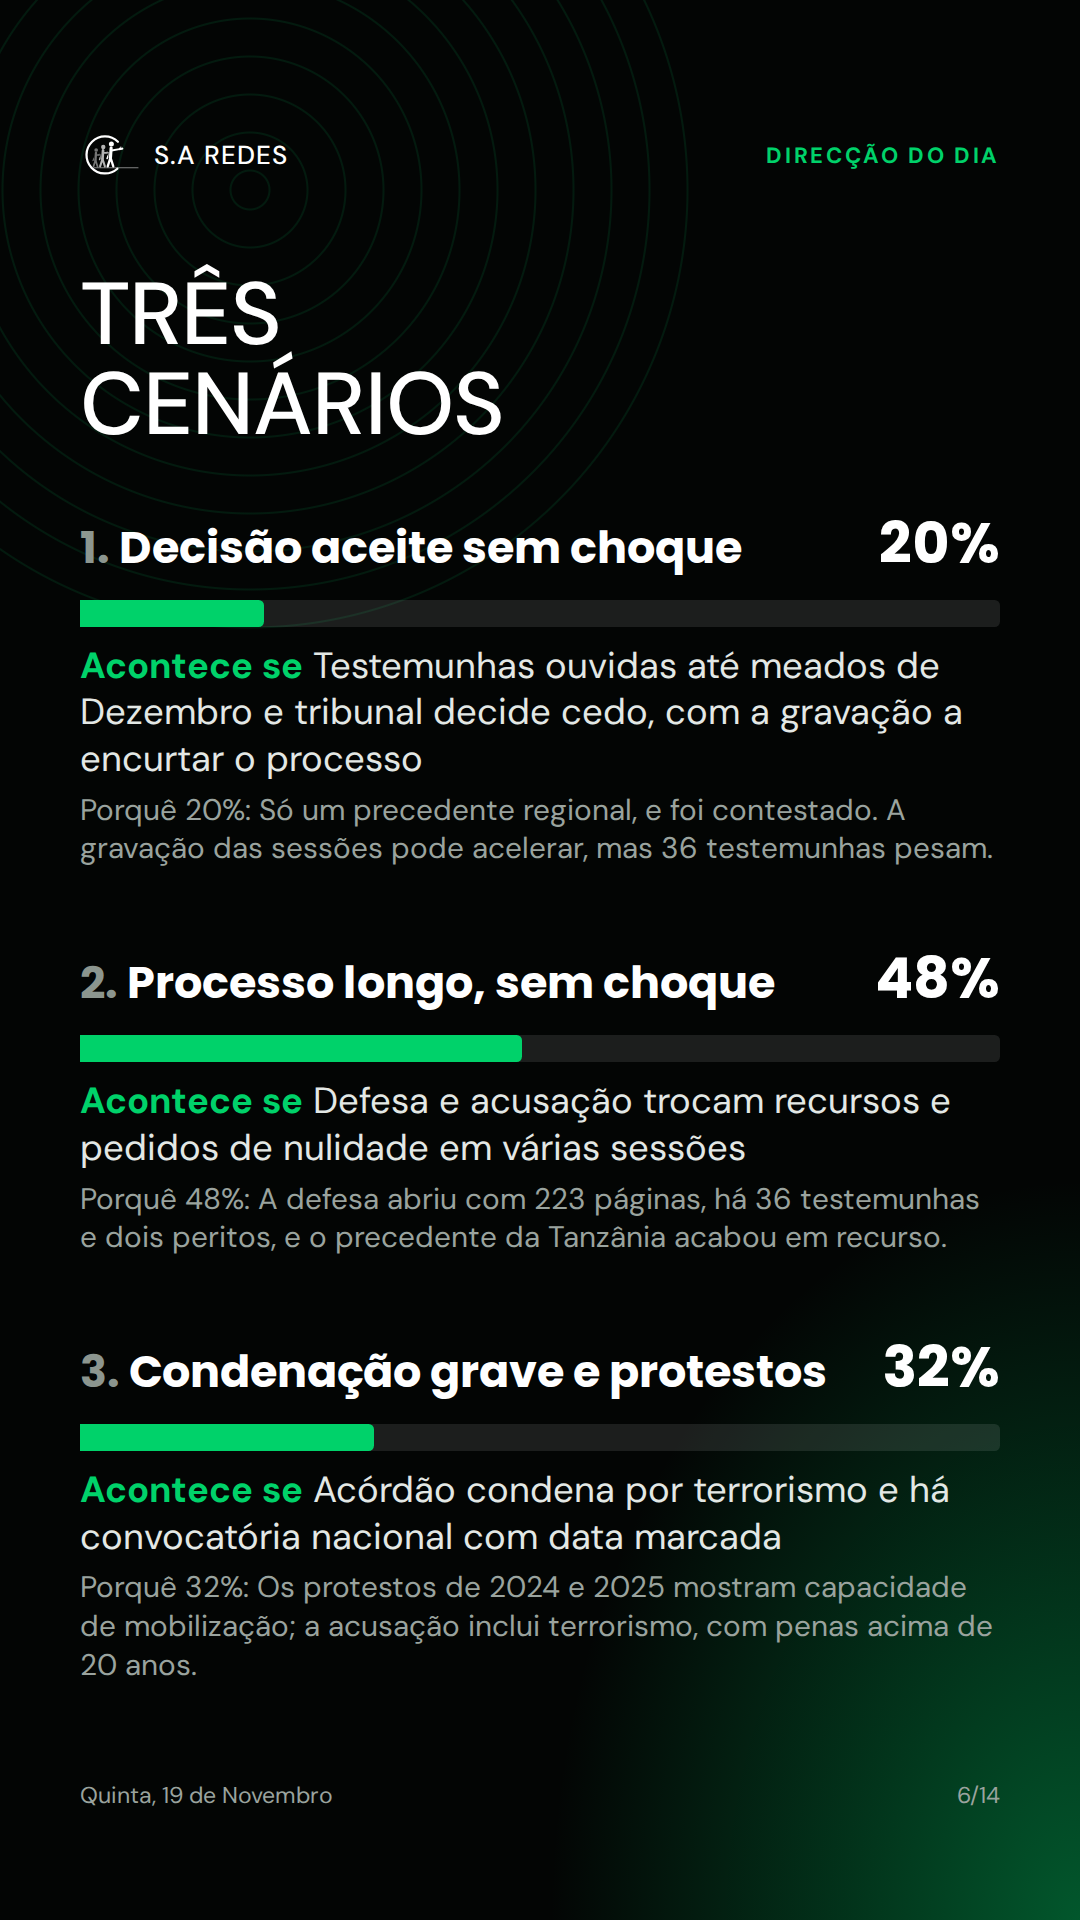 S.A REDES
DIRECÇÃO DO DIA
TRÊS
CENÁRIOS
1. Decisão aceite sem choque 20%
Acontece se Testemunhas ouvidas até meados de
Dezembro e tribunal decide cedo, com a gravação a
encurtar o processo
Porquê 20%: Só um precedente regional, e foi contestado. A
gravação das sessões pode acelerar, mas 36 testemunhas pesam.
2. Processo longo, sem choque 48%
Acontece se Defesa e acusação trocam recursos e
pedidos de nulidade em várias sessões
Porquê 48%: A defesa abriu com 223 páginas, há 36 testemunhas
e dois peritos, e o precedente da Tanzânia acabou em recurso.
3. Condenação grave e protestos 32%
Acontece se Acórdão condena por terrorismo e há
convocatória nacional com data marcada
Porquê 32%: Os protestos de 2024 e 2025 mostram capacidade
de mobilização; a acusação inclui terrorismo, com penas acima de
20 anos.
Quinta, 19 de Novembro
6/14